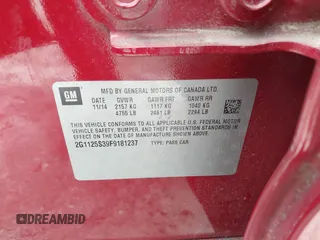 GM
MFD BY GENERAL MOTORS OF CANADA LTD.
DATE GVWR GAWR FRT GAWR RR
11/14 2157 KG 1117 KG 1040 KG
4755 LB 2461 LB 2294 LB
THIS VEHICLE CONFORMS TO ALL APPLICABLE U.S. FEDERAL MOTOR
VEHICLE SAFETY, BUMPER, AND THEFT PREVENTION STANDARDS IN
EFFECT ON THE DATE OF MANUFACTURE SHOWN ABOVE.
2G1125S39F9181237 TYPE: PASS CAR
DREAMBID